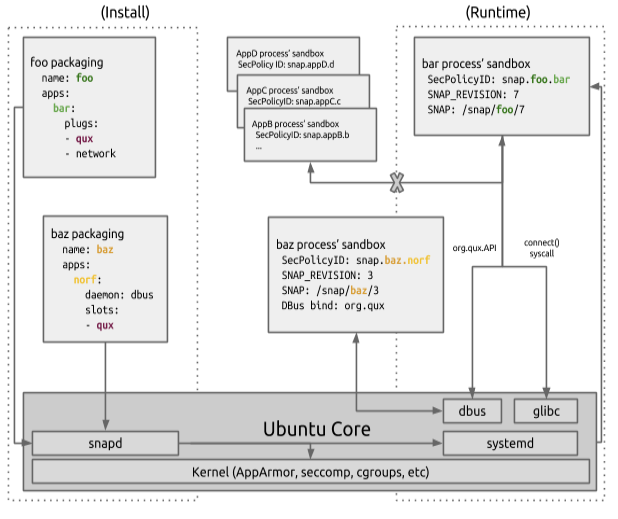 (Install)
(Runtime)
foo packaging
name: foo
apps:
bar:
plugs:
- qux
- network
AppD process' sandbox
SecPolicy ID: snap.appD.d
AppC process' sandbox
SecPolicyID: snap.appC.c
AppB process' sandbox
SecPolicyID: snap.appB.b
...
bar process' sandbox
SecPolicyID: snap.foo.bar
SNAP_REVISION: 7
SNAP: /snap/foo/7
baz packaging
name: baz
apps:
norf:
daemon: dbus
slots:
- qux
baz process' sandbox
SecPolicyID: snap.baz.norf
SNAP_REVISION: 3
SNAP: /snap/baz/3
DBus bind: org.qux
org.qux.API
connect()
syscall
Ubuntu Core
dbus
glibc
snapd
systemd
Kernel (AppArmor, seccomp, cgroups, etc)